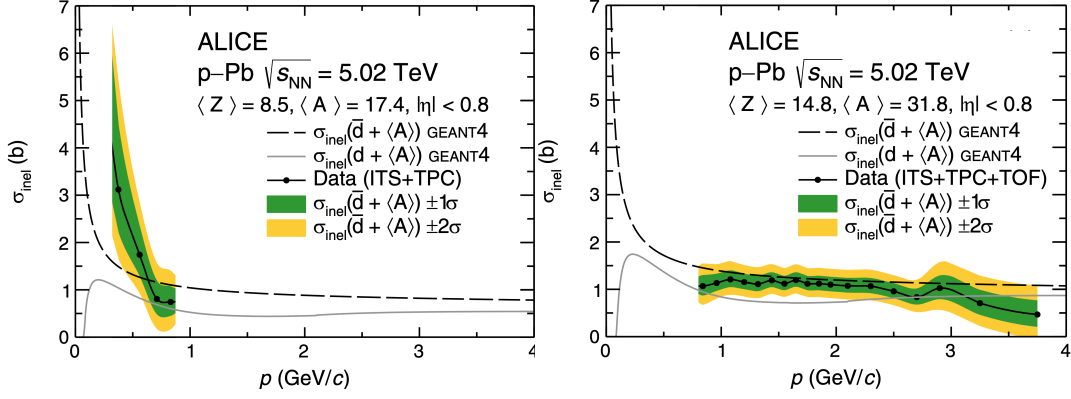 7
6
5
4
3
2
1
0
σinel (b)
ALICE
p–Pb √sNN = 5.02 TeV
⟨ Z ⟩ = 8.5, ⟨ A ⟩ = 17.4, |η| < 0.8
σinel(d̅ + ⟨A⟩) GEANT4
σinel(d + ⟨A⟩) GEANT4
Data (ITS+TPC)
σinel(d̅ + ⟨A⟩) ±1σ
σinel(d̅ + ⟨A⟩) ±2σ
0 1 2 3 4
p (GeV/c)
7
6
5
4
3
2
1
0
σinel (b)
ALICE
p–Pb √sNN = 5.02 TeV
⟨ Z ⟩ = 14.8, ⟨ A ⟩ = 31.8, |η| < 0.8
σinel(d̅ + ⟨A⟩) GEANT4
σinel(d + ⟨A⟩) GEANT4
Data (ITS+TPC+TOF)
σinel(d̅ + ⟨A⟩) ±1σ
σinel(d̅ + ⟨A⟩) ±2σ
0 1 2 3 4
p (GeV/c)